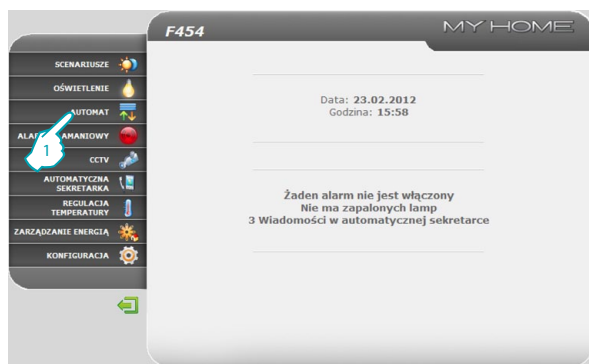 F454
MY HOME
SCENARIUSZE
OŚWIETLENIE
AUTOMAT
1
CCTV
AUTOMATYCZNA
SEKRETARKA
REGULACJA
TEMPERATURY
ZARZĄDZANIE ENERGIĄ
KONFIGURACJA
Data: 23.02.2012
Godzina: 15:58
Żaden alarm nie jest włączony
Nie ma zapalonych lamp
3 Wiadomości w automatycznej sekretarce